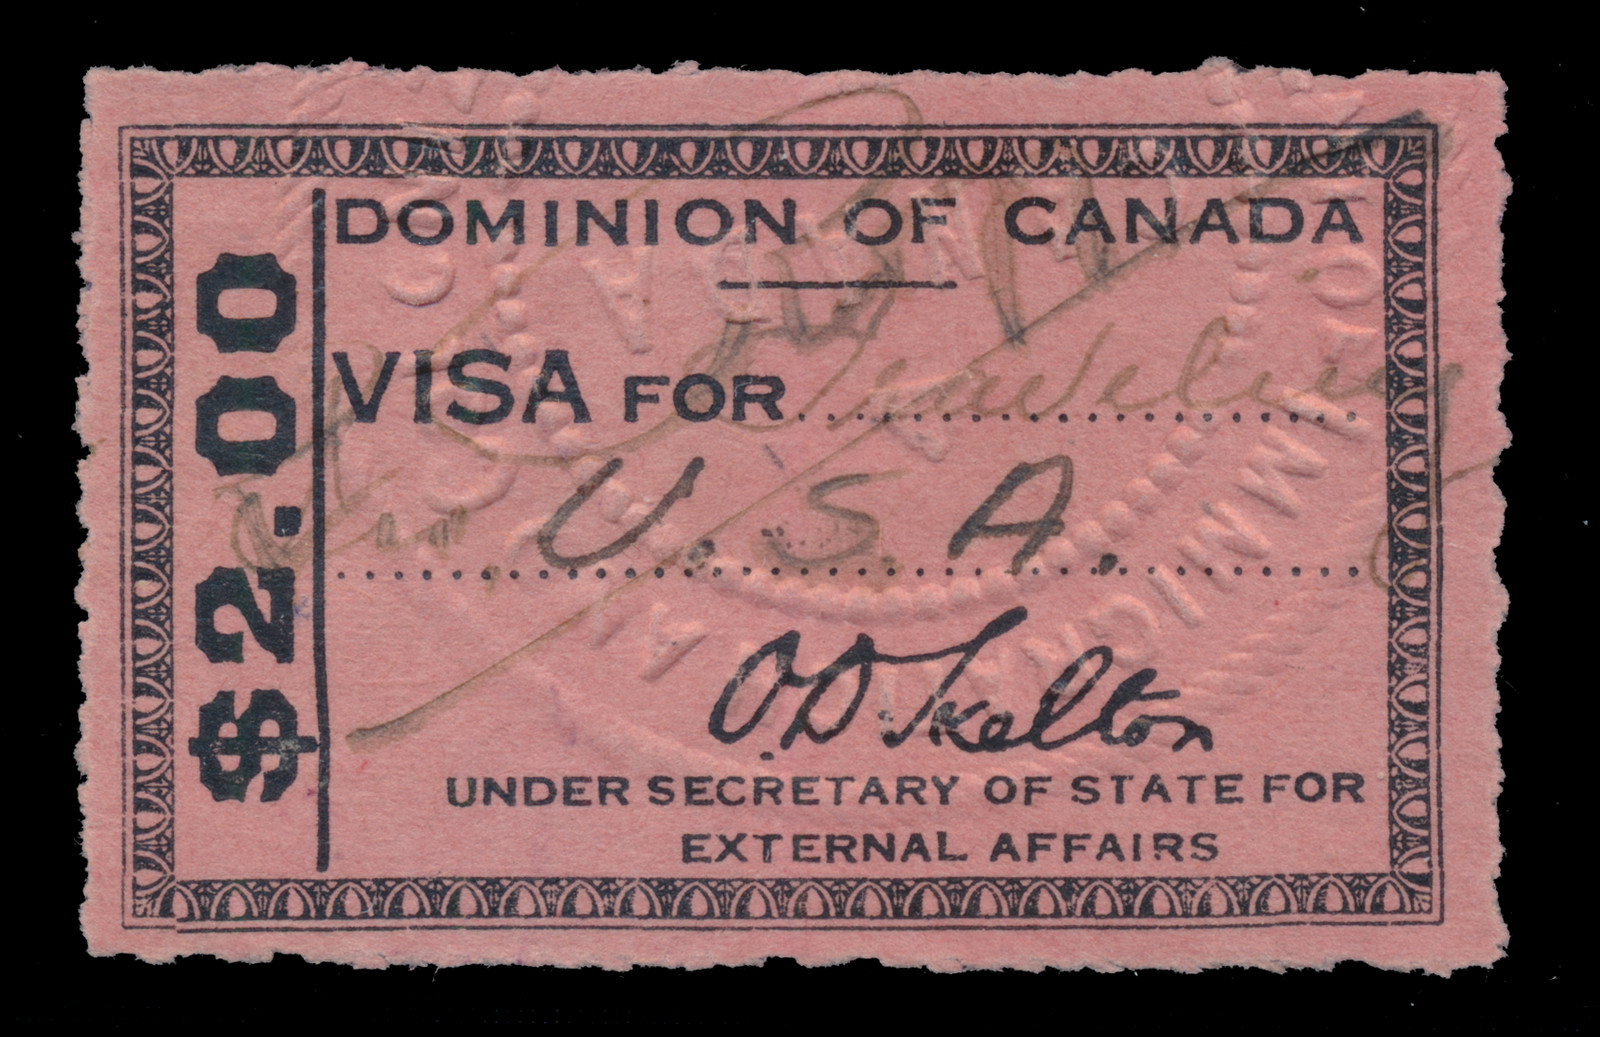 $2.00
DOMINION OF CANADA
VISA FOR
U. S. A.
O.D. Skelton
UNDER SECRETARY OF STATE FOR
EXTERNAL AFFAIRS